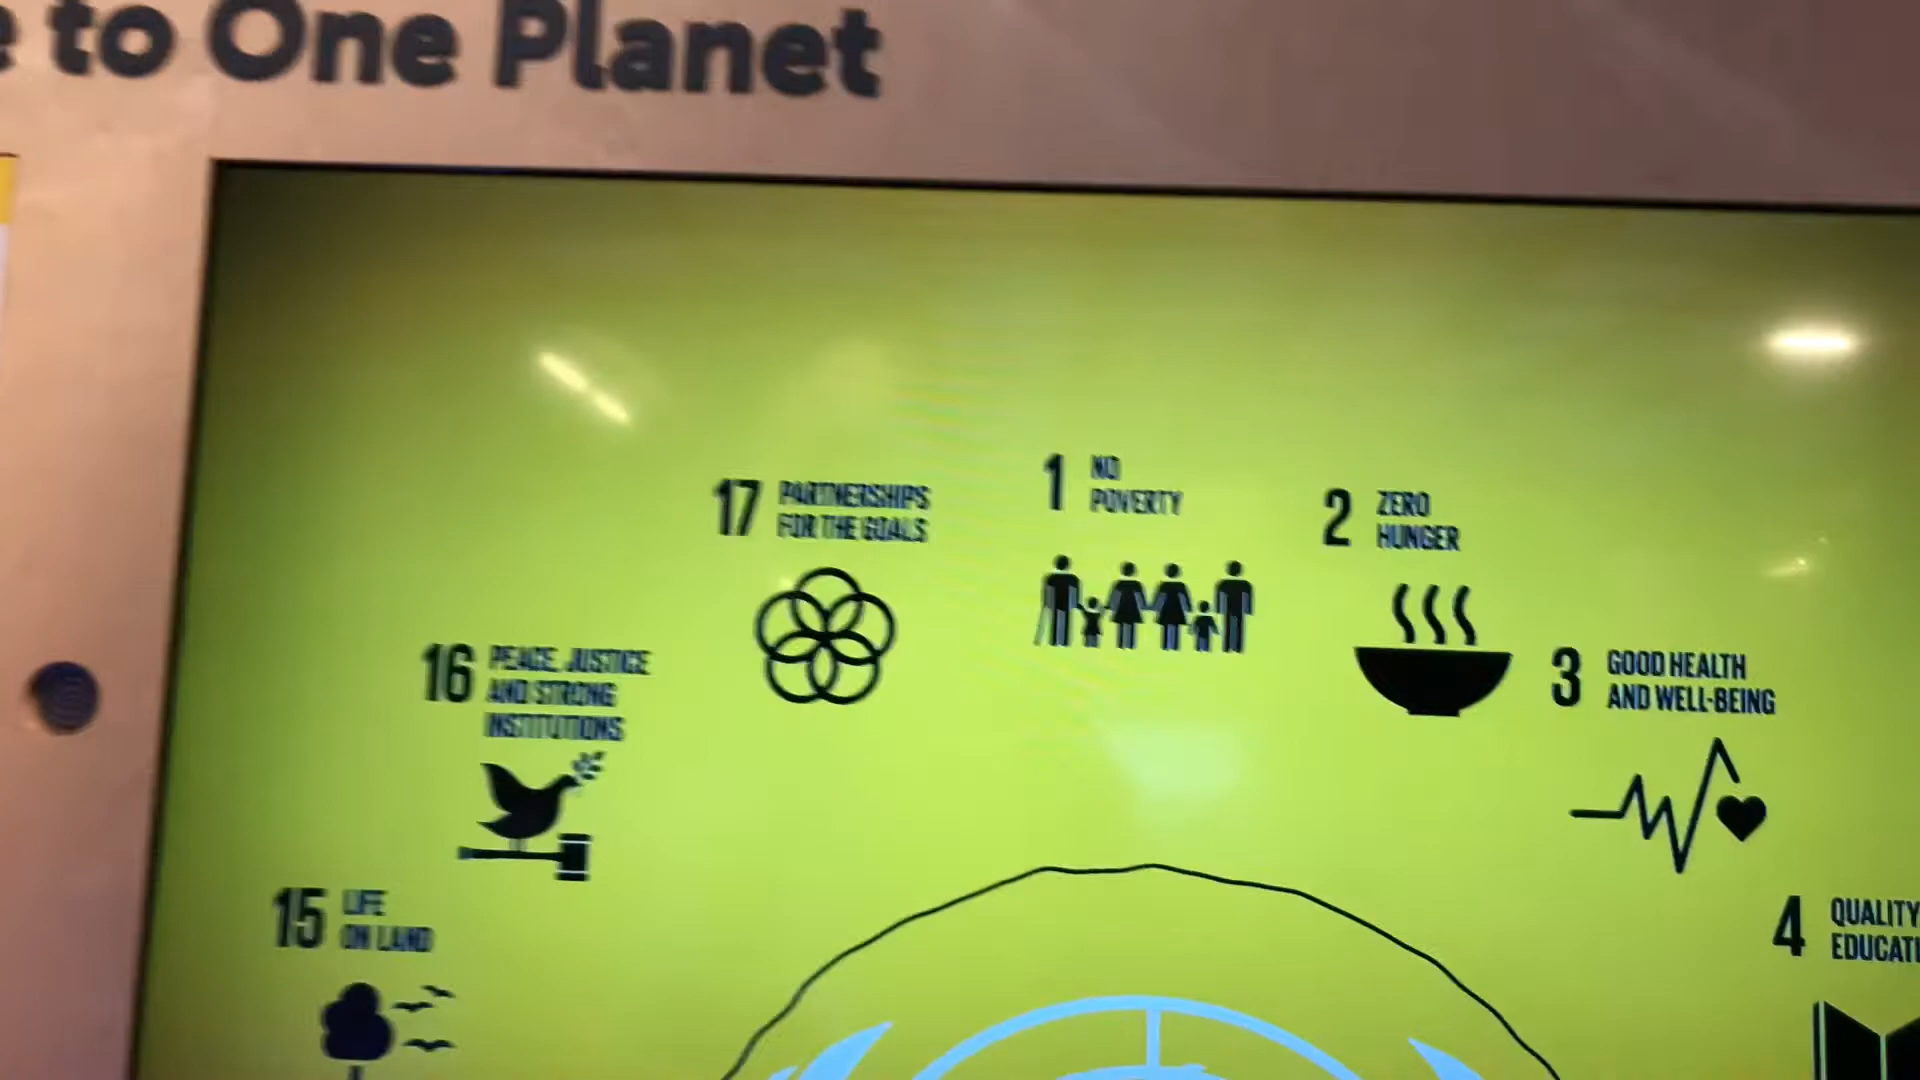 to One Planet
17 PARTNERSHIPS
FOR THE GOALS
1 NO
POVERTY
2 ZERO
HUNGER
16 PEACE, JUSTICE
AND STRONG
INSTITUTIONS
3 GOOD HEALTH
AND WELL-BEING
15 LIFE
ON LAND
4 QUALITY
EDUCATI